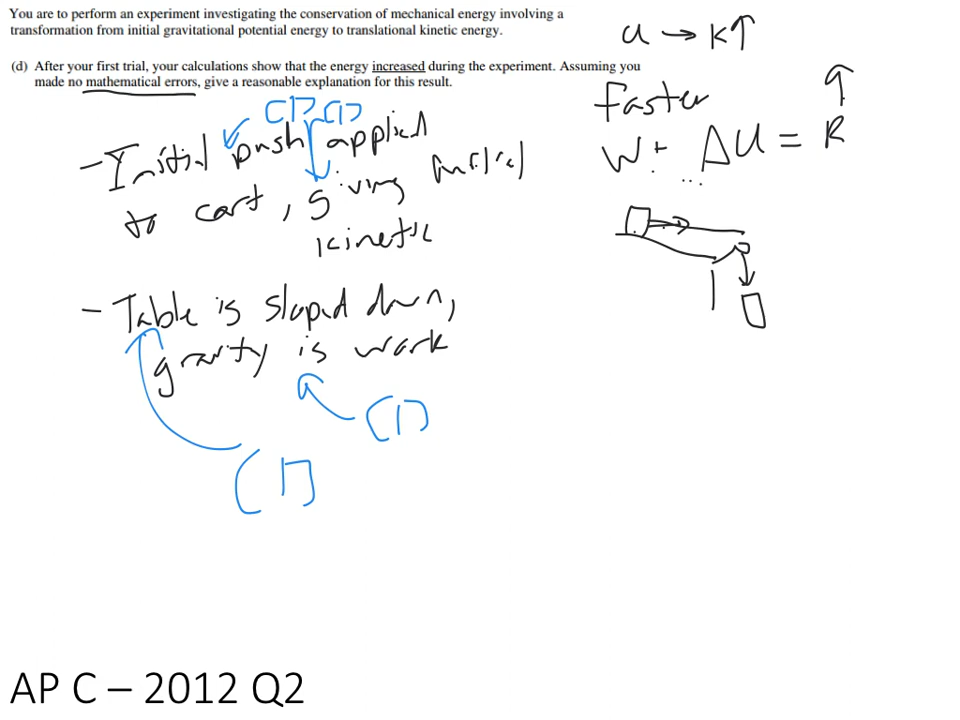 You are to perform an experiment investigating the conservation of mechanical energy involving a
transformation from initial gravitational potential energy to translational kinetic energy.
(d) After your first trial, your calculations show that the energy increased during the experiment. Assuming you
made no mathematical errors, give a reasonable explanation for this result.
U → K↑
Faster ↑
W + ΔU = K
...
(1) (1)
- Initial push applied
to cart, giving initial
kinetic
- Table is sloped down,
gravity is work
(1)
(1)
AP C – 2012 Q2